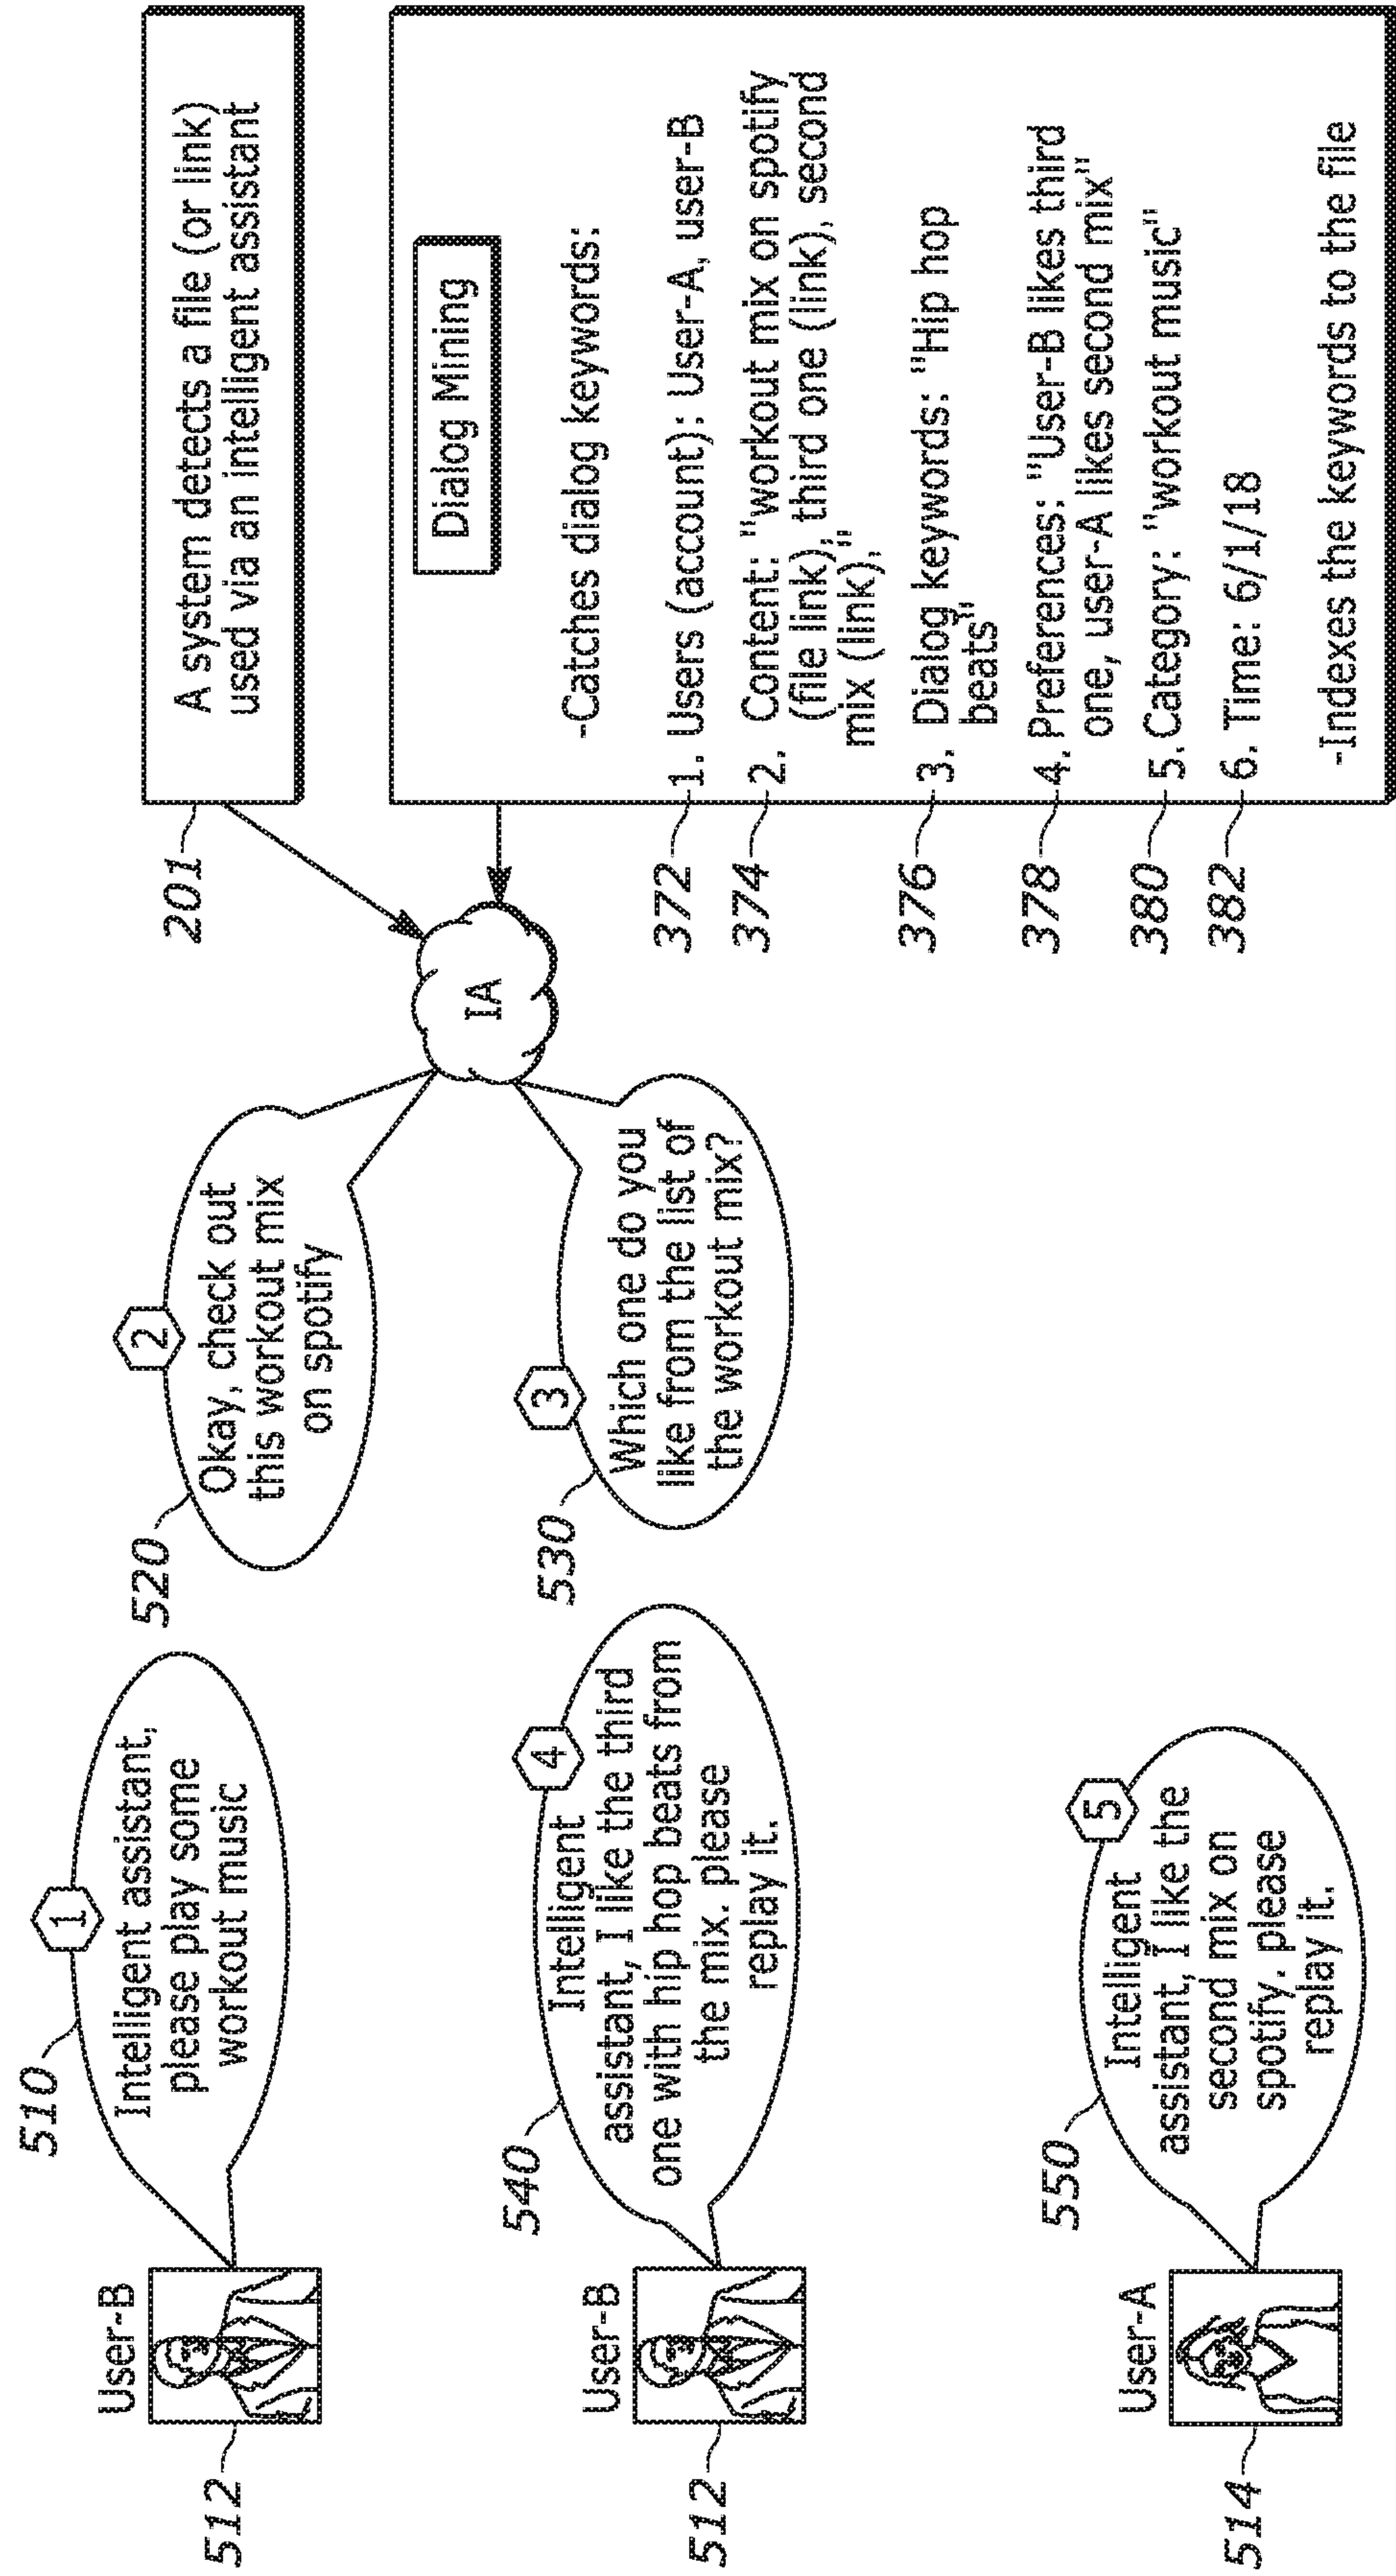 User-B
512
510
1
Intelligent assistant,
please play some
workout music
520
2
Okay, check out
this workout mix
on spotify
201
A system detects a file (or link)
used via an intelligent assistant
User-B
512
540
4
Intelligent
assistant, I like the third
one with hip hop beats from
the mix. please
replay it.
530
3
Which one do you
like from the list of
the workout mix?
IA
Dialog Mining
-Catches dialog keywords:
372
1. Users (account): User-A, user-B
374
2. Content: "workout mix on spotify
(file link), third one (link), second
mix (link),"
376
3. Dialog keywords: "Hip hop
beats"
378
4. Preferences: "User-B likes third
one, user-A likes second mix"
380
5. Category: "workout music"
382
6. Time: 6/1/18
-Indexes the keywords to the file
User-A
514
550
5
Intelligent
assistant, I like the
second mix on
spotify. please
replay it.